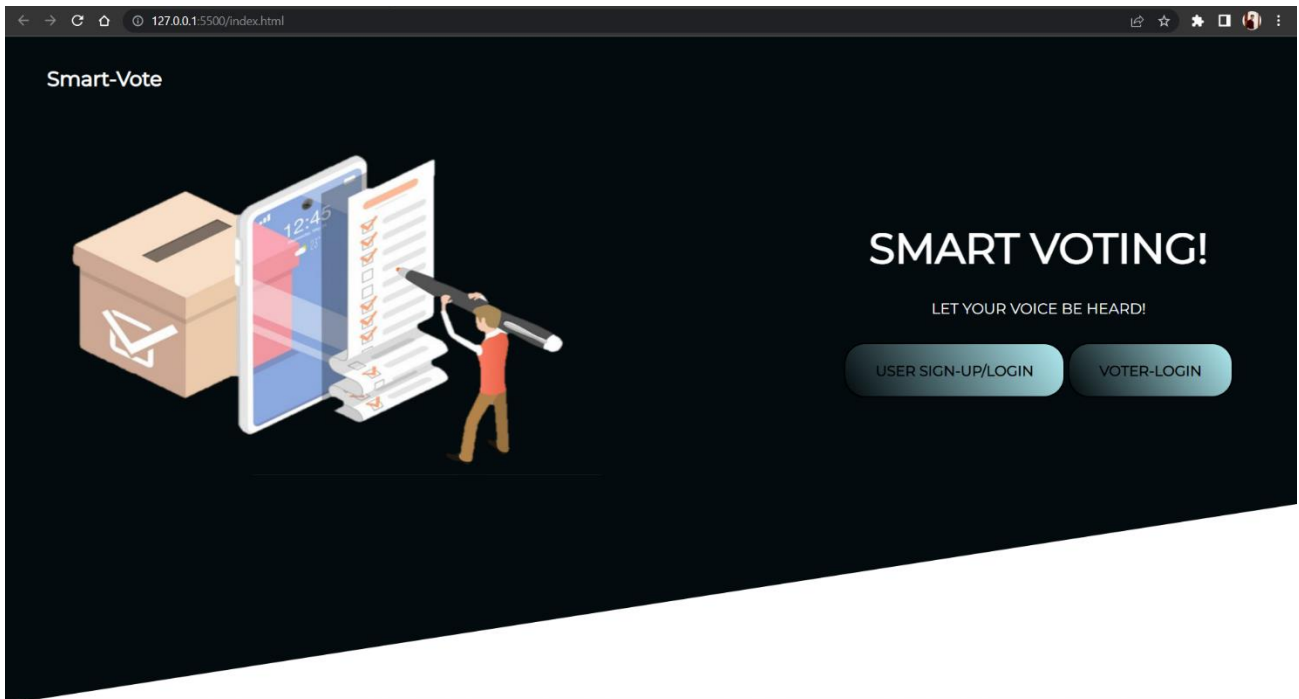 127.0.0.1:5500/index.html
Smart-Vote
12:45
SMART VOTING!
LET YOUR VOICE BE HEARD!
USER SIGN-UP/LOGIN
VOTER-LOGIN